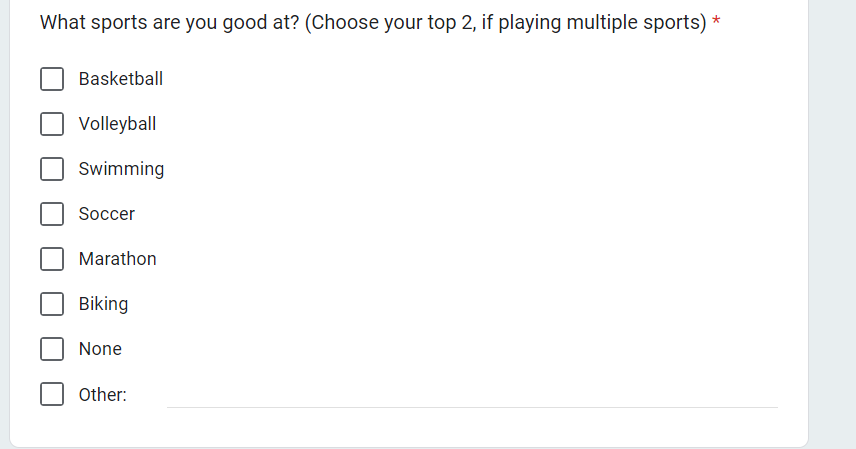 What sports are you good at? (Choose your top 2, if playing multiple sports) *
Basketball
Volleyball
Swimming
Soccer
Marathon
Biking
None
Other: